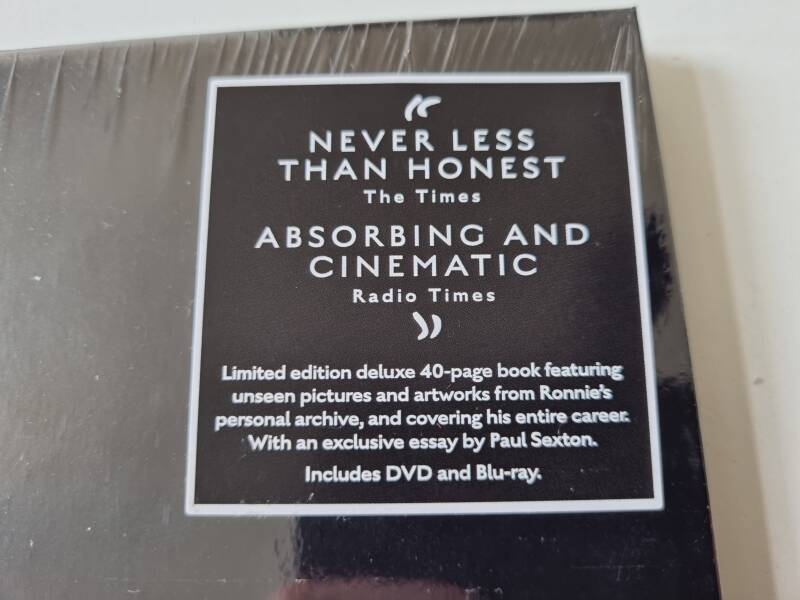 “
NEVER LESS
THAN HONEST
The Times
ABSORBING AND
CINEMATIC
Radio Times
”
Limited edition deluxe 40-page book featuring
unseen pictures and artworks from Ronnie's
personal archive, and covering his entire career.
With an exclusive essay by Paul Sexton.
Includes DVD and Blu-ray.